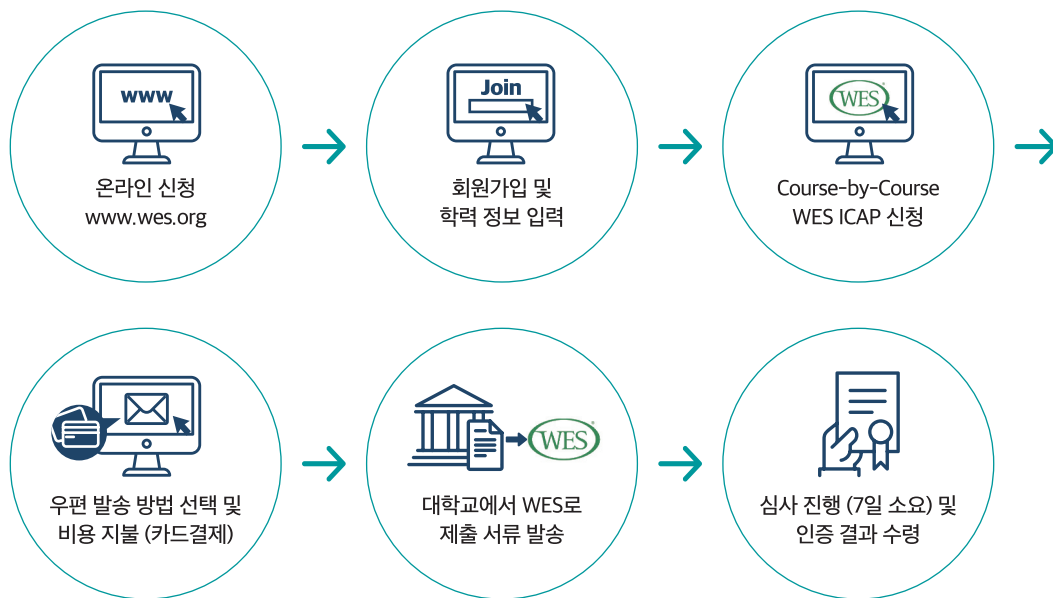 www
온라인 신청
www.wes.org
Join
회원가입 및
학력 정보 입력
WES
Course-by-Course
WES ICAP 신청
우편 발송 방법 선택 및
비용 지불 (카드결제)
WES
대학교에서 WES로
제출 서류 발송
심사 진행 (7일 소요) 및
인증 결과 수령